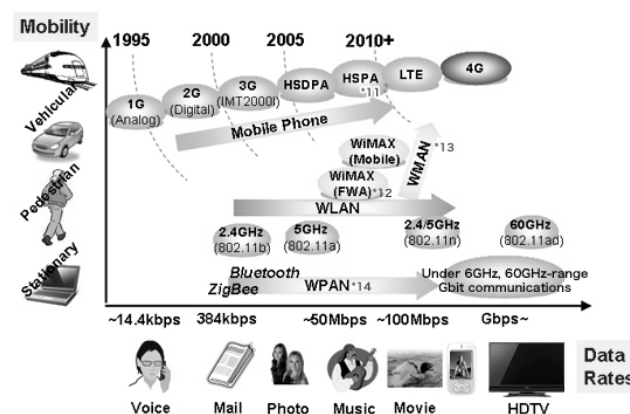 Mobility
1995
2000
2005
2010+
Vehicular
Pedestrian
Stationary
1G
(Analog)
2G
(Digital)
3G
(IMT2000I)
HSDPA
HSPA
*11
LTE
4G
Mobile Phone
WiMAX
(Mobile)
WiMAX
(FWA)*12
WMAN
*13
WLAN
2.4GHz
(802.11b)
5GHz
(802.11a)
2.4/5GHz
(802.11n)
60GHz
(802.11ad)
Bluetooth
ZigBee
WPAN*14
Under 6GHz, 60GHz-range
Gbit communications
~14.4kbps
384kbps
~50Mbps
~100Mbps
Gbps~
Data
Rates
Voice
Mail
Photo
Music
Movie
HDTV